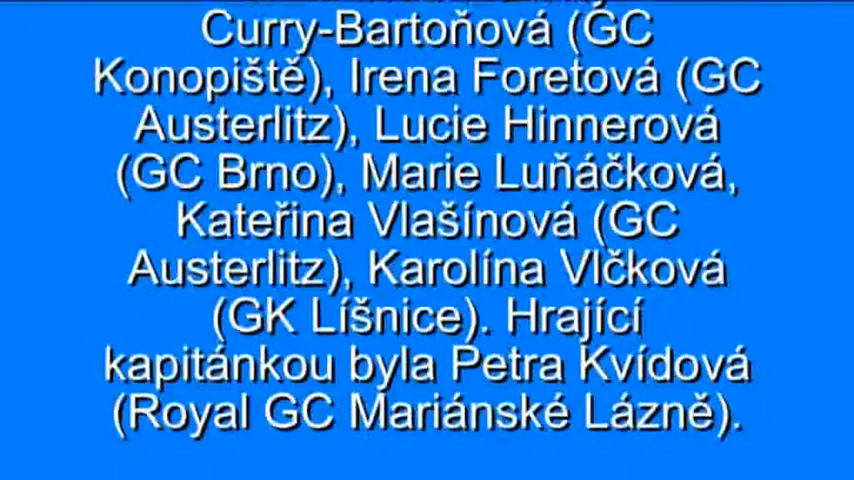 Curry-Bartoňová (GC
Konopiště), Irena Foretová (GC
Austerlitz), Lucie Hinnerová
(GC Brno), Marie Luňáčková,
Kateřina Vlašínová (GC
Austerlitz), Karolína Vlčková
(GK Líšnice). Hrající
kapitánkou byla Petra Kvídová
(Royal GC Mariánské Lázně).